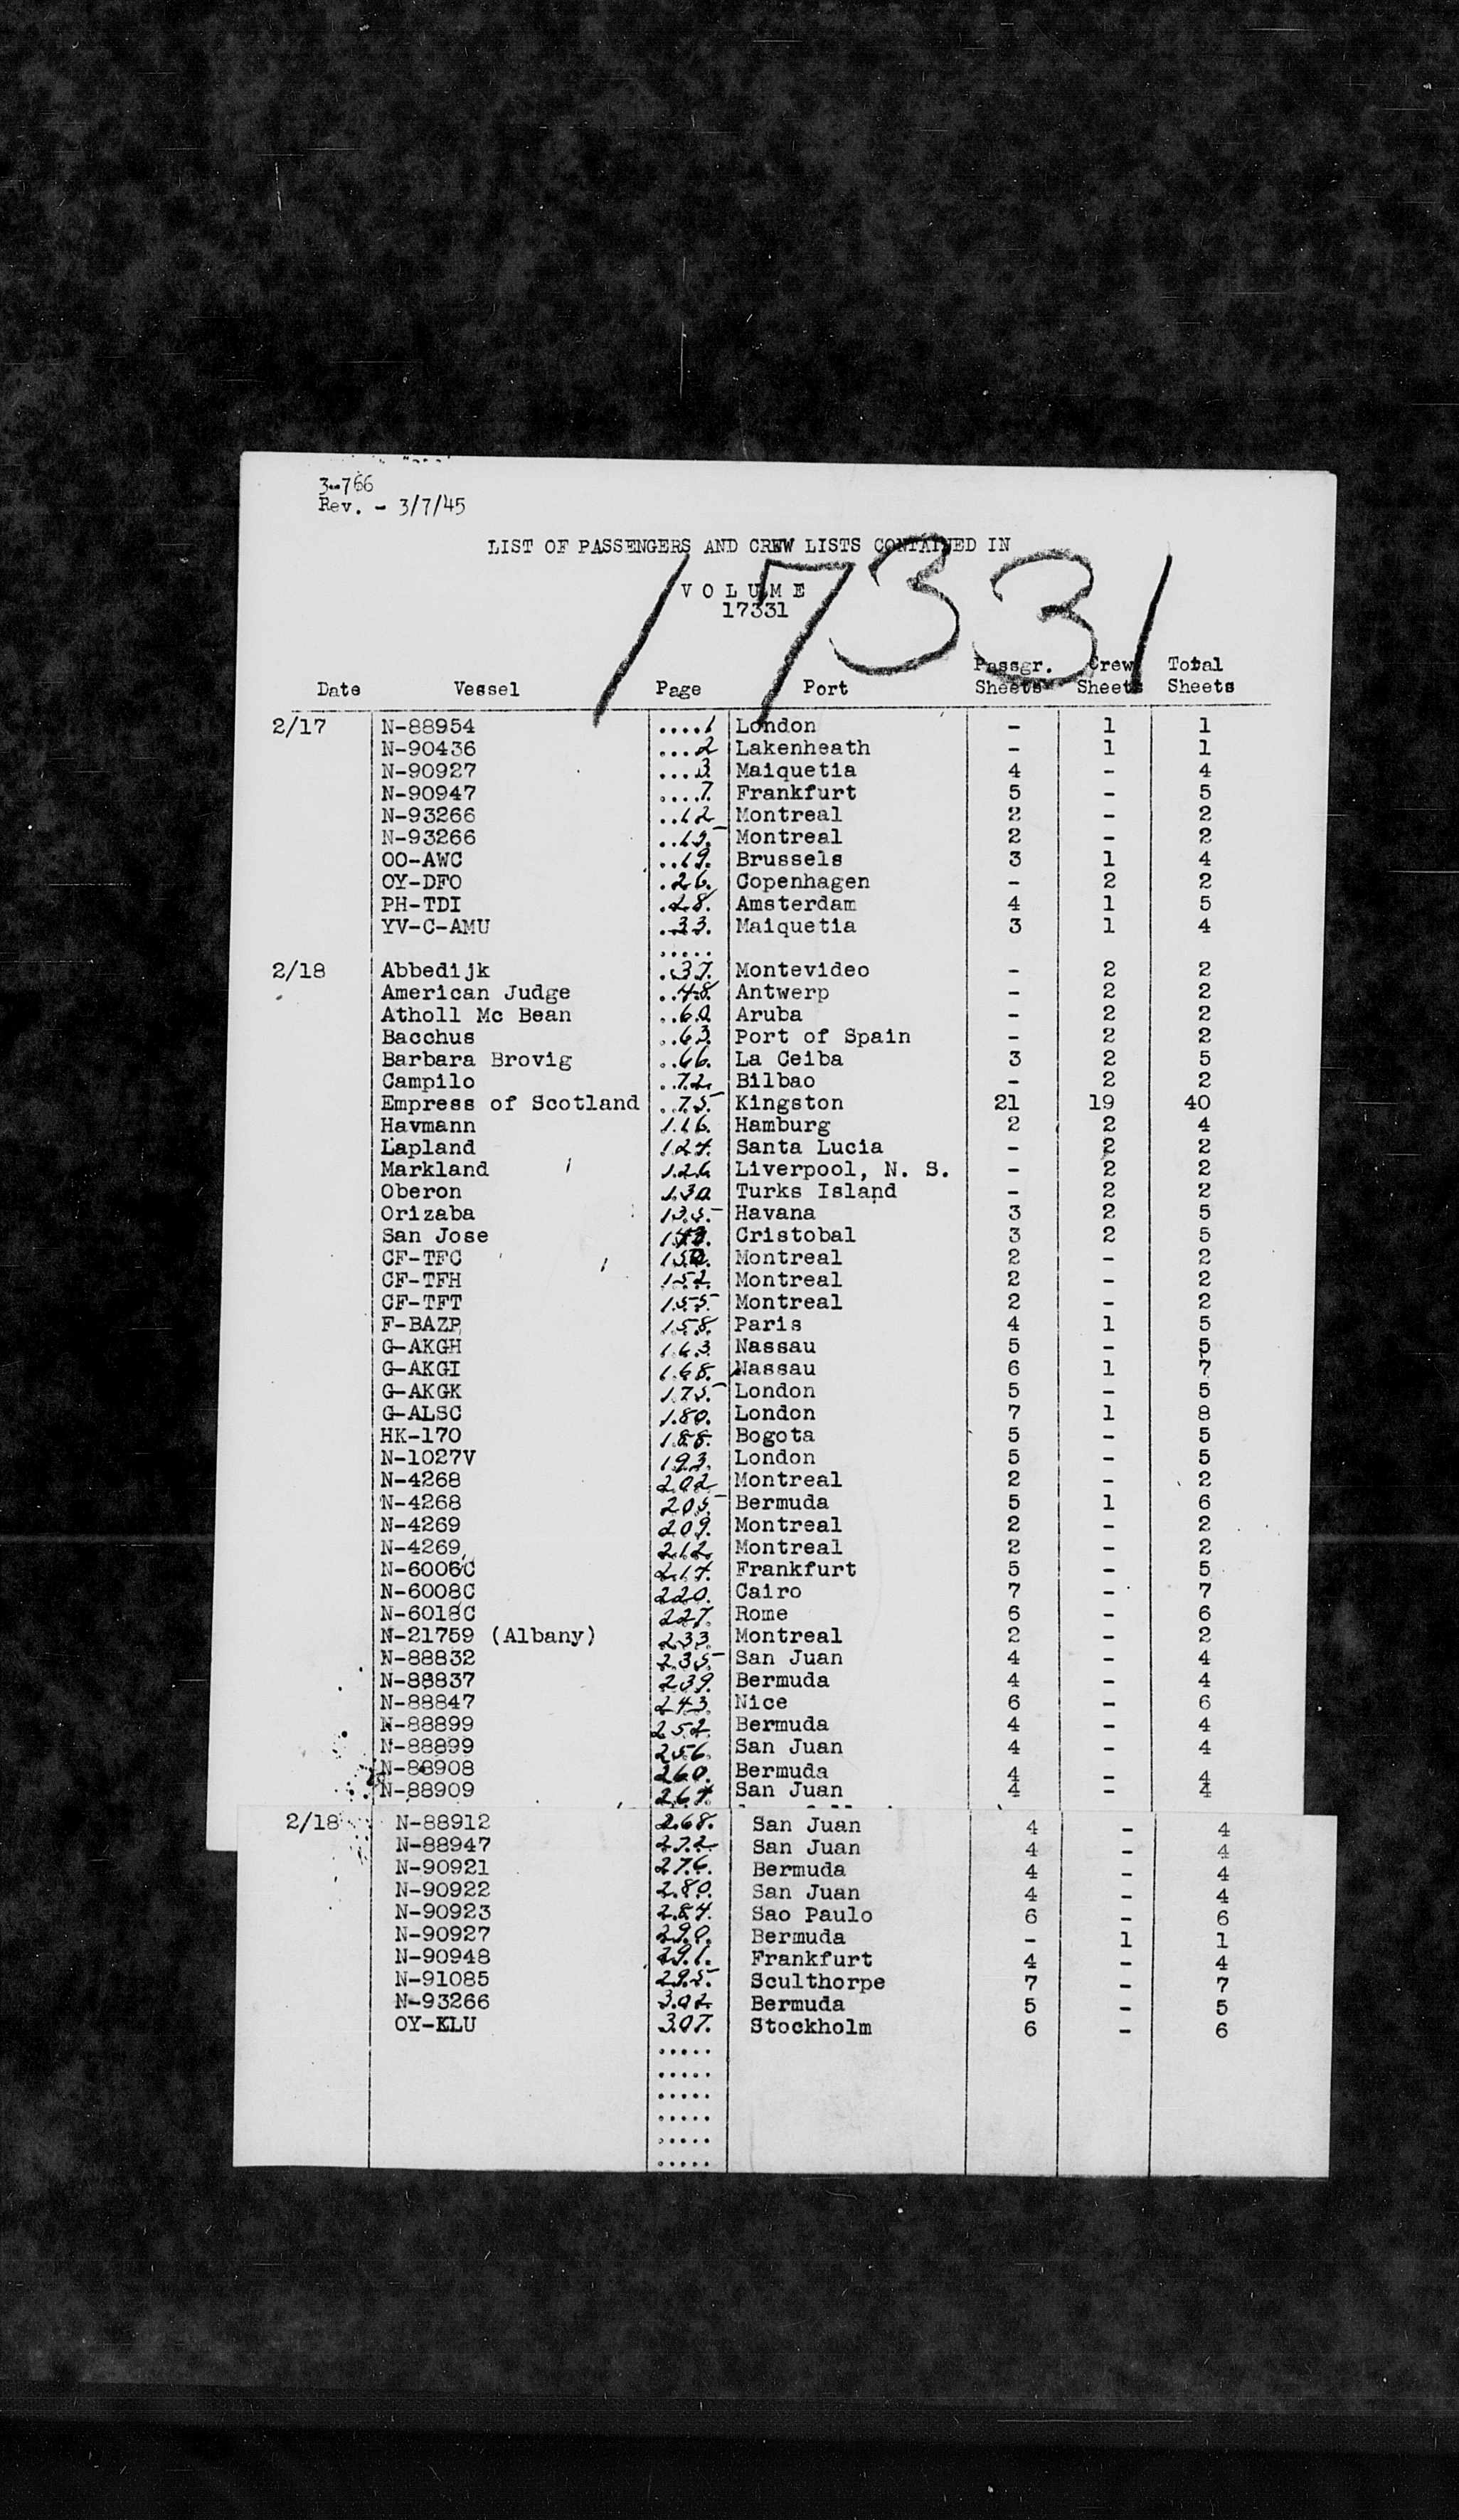 3-766
Rev. - 3/7/45
LIST OF PASSENGERS AND CREW LISTS CONTAINED IN
17331
V O L U M E
17331
Passgr. Crew Total
Date Vessel Page Port Sheets Sheets Sheets
2/17 N-88954 ....1 London - 1 1
N-90436 ....2 Lakenheath - 1 1
N-90927 ....3. Maiquetia 4 - 4
N-90947 ....7. Frankfurt 5 - 5
N-93266 ..12 Montreal 2 - 2
N-93266 ..15. Montreal 2 - 2
OO-AWC ..19. Brussels 3 1 4
OY-DFO .26. Copenhagen - 2 2
PH-TDI .28. Amsterdam 4 1 5
YV-C-AMU .33. Maiquetia 3 1 4
.....
2/18 Abbedijk .37. Montevideo - 2 2
American Judge ..48. Antwerp - 2 2
Atholl Mc Bean ..60. Aruba - 2 2
Bacchus ..63. Port of Spain - 2 2
Barbara Brovig ..66. La Ceiba 3 2 5
Campilo ..72. Bilbao - 2 2
Empress of Scotland ..75. Kingston 21 19 40
Havmann 116. Hamburg 2 2 4
Lapland 124. Santa Lucia - 2 2
Markland 126 Liverpool, N. S. - 2 2
Oberon 130 Turks Island - 2 2
Orizaba 135. Havana 3 2 5
San Jose Cristobal 3 2 5
CF-TFC 150. Montreal 2 - 2
CF-TFH 152. Montreal 2 - 2
CF-TFT 155. Montreal 2 - 2
F-BAZP 158. Paris 4 1 5
G-AKGH 163. Nassau 5 - 5
G-AKGI 168. Nassau 6 1 7
G-AKGK 175. London 5 - 5
G-ALSC 180. London 7 1 8
HK-170 188. Bogota 5 - 5
N-1027V 193. London 5 - 5
N-4268 202 Montreal 2 - 2
N-4268 205 Bermuda 5 1 6
N-4269 209. Montreal 2 - 2
N-4269 212. Montreal 2 - 2
N-6006C 217. Frankfurt 5 - 5
N-6008C 220. Cairo 7 - 7
N-6018C 227. Rome 6 - 6
N-21759 (Albany) 233. Montreal 2 - 2
N-88832 235. San Juan 4 - 4
N-88837 239. Bermuda 4 - 4
N-88847 243. Nice 6 - 6
N-88899 252. Bermuda 4 - 4
N-88899 256. San Juan 4 - 4
N-88908 260. Bermuda 4 - 4
N-88909 264. San Juan 4 - 4
2/18 N-88912 268. San Juan 4 - 4
N-88947 272. San Juan 4 - 4
N-90921 276. Bermuda 4 - 4
N-90922 280. San Juan 4 - 4
N-90923 284. Sao Paulo 6 - 6
N-90927 290. Bermuda - 1 1
N-90948 291. Frankfurt 4 - 4
N-91085 295. Sculthorpe 7 - 7
N-93266 302. Bermuda 5 - 5
OY-KLU 307. Stockholm 6 - 6
.....
.....
.....
.....
.....
.....